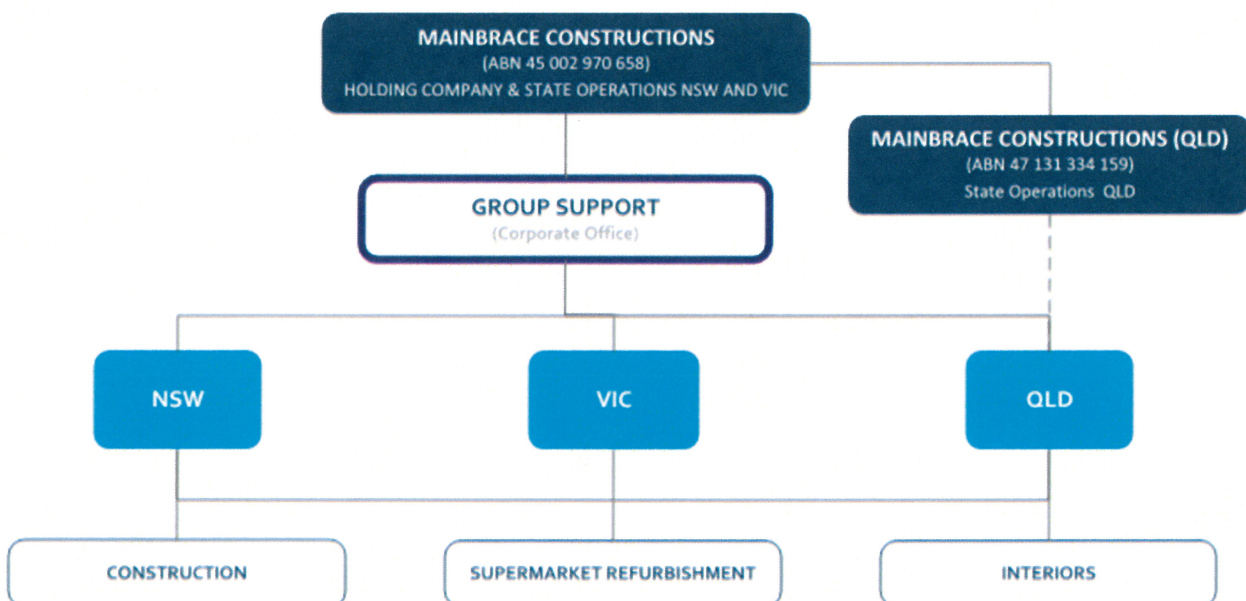 MAINBRACE CONSTRUCTIONS
(ABN 45 002 970 658)
HOLDING COMPANY & STATE OPERATIONS NSW AND VIC
MAINBRACE CONSTRUCTIONS (QLD)
(ABN 47 131 334 159)
State Operations QLD
GROUP SUPPORT
(Corporate Office)
NSW
VIC
QLD
CONSTRUCTION
SUPERMARKET REFURBISHMENT
INTERIORS